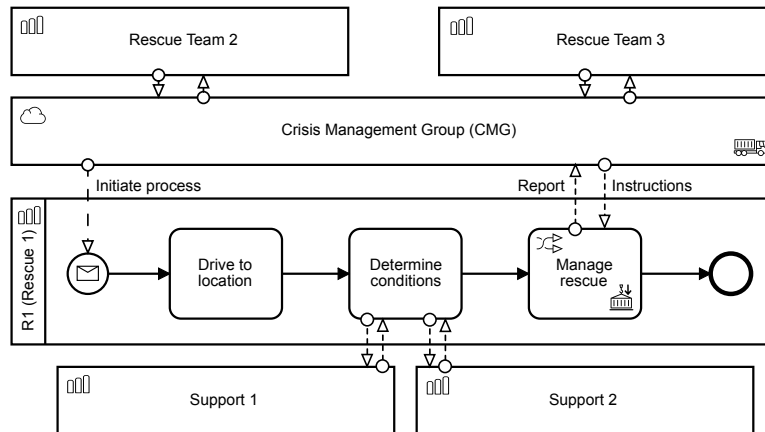 Rescue Team 2
Rescue Team 3
Crisis Management Group (CMG)
Initiate process
Report
Instructions
R1 (Rescue 1)
Drive to
location
Determine
conditions
Manage
rescue
Support 1
Support 2